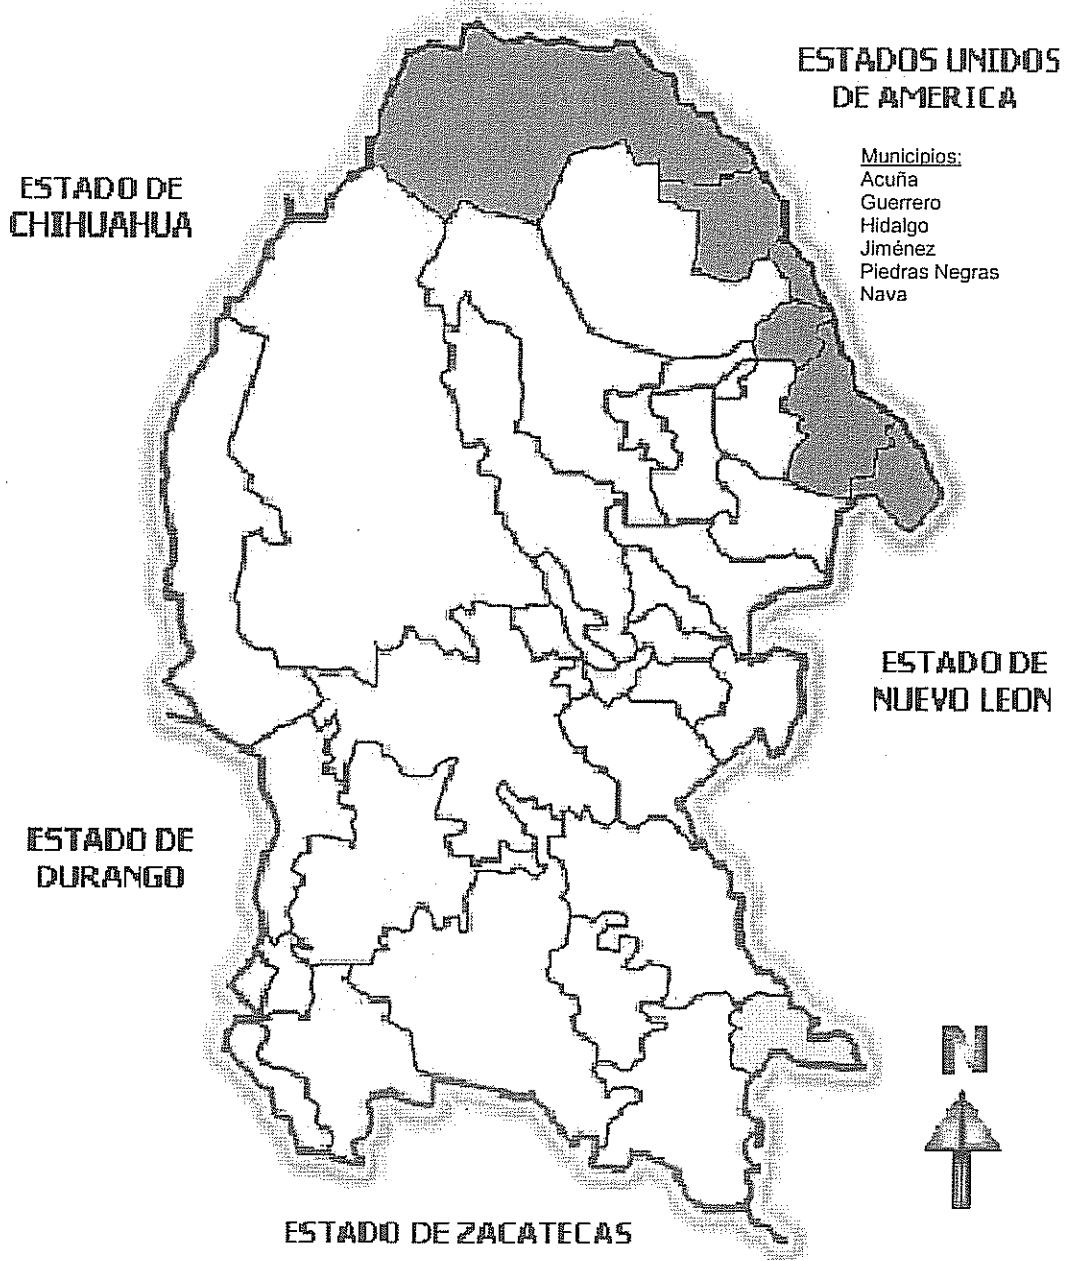 ESTADOS UNIDOS
DE AMERICA
Municipios:
Acuña
Guerrero
Hidalgo
Jiménez
Piedras Negras
Nava
ESTADO DE
CHIHUAHUA
ESTADO DE
NUEVO LEON
ESTADO DE
DURANGO
N
ESTADO DE ZACATECAS